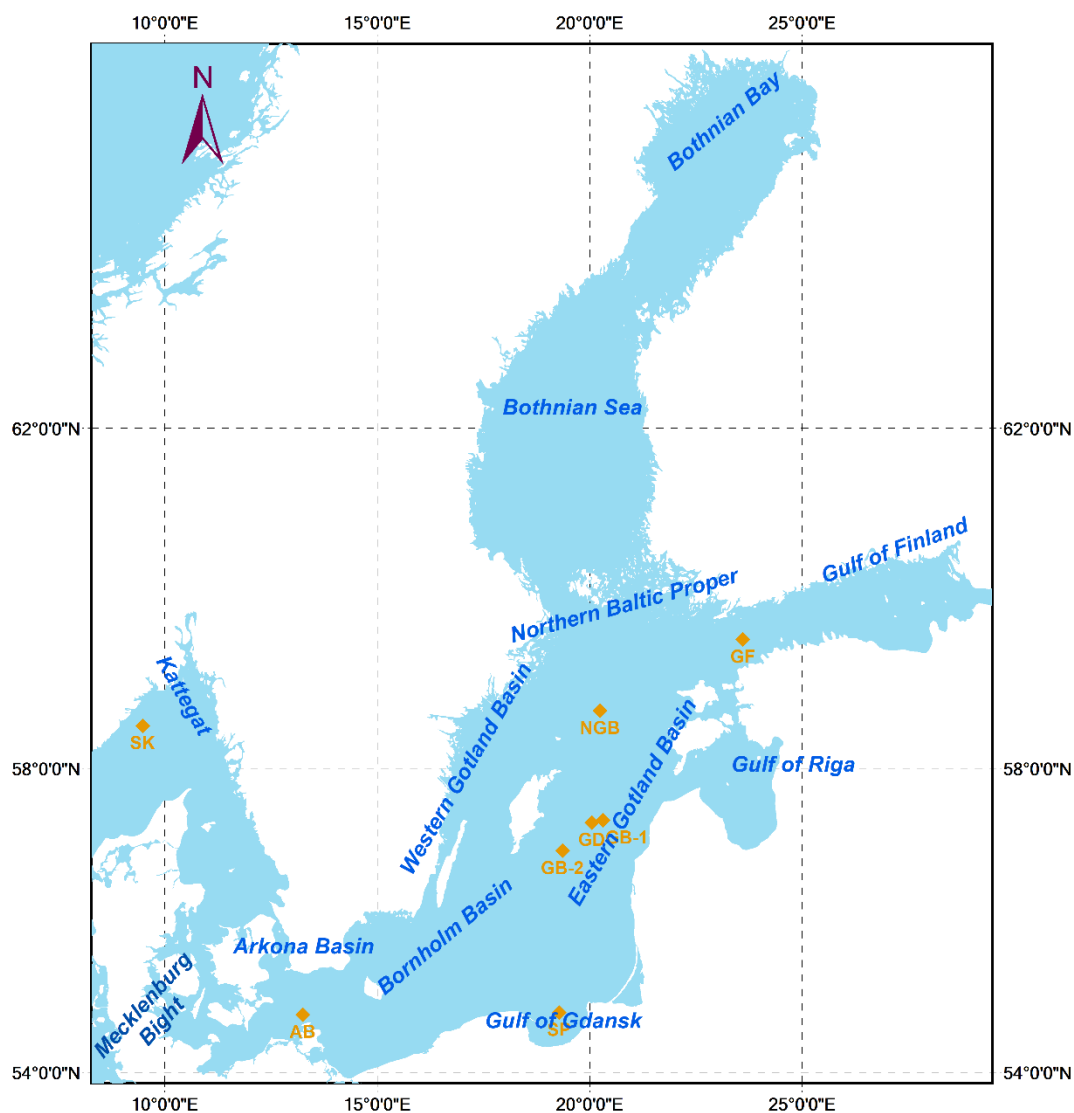 10°0'0"E 15°0'0"E 20°0'0"E 25°0'0"E
N
Bothnian Bay
62°0'0"N
Bothnian Sea
62°0'0"N
Gulf of Finland
Northern Baltic Proper
Kattegat
GF
SK
NGB
Western Gotland Basin
Eastern Gotland Basin
58°0'0"N
Gulf of Riga
58°0'0"N
GD
GB-1
GB-2
Bornholm Basin
Arkona Basin
Mecklenburg
Bight
AB
Gulf of Gdansk
54°0'0"N
54°0'0"N
10°0'0"E 15°0'0"E 20°0'0"E 25°0'0"E